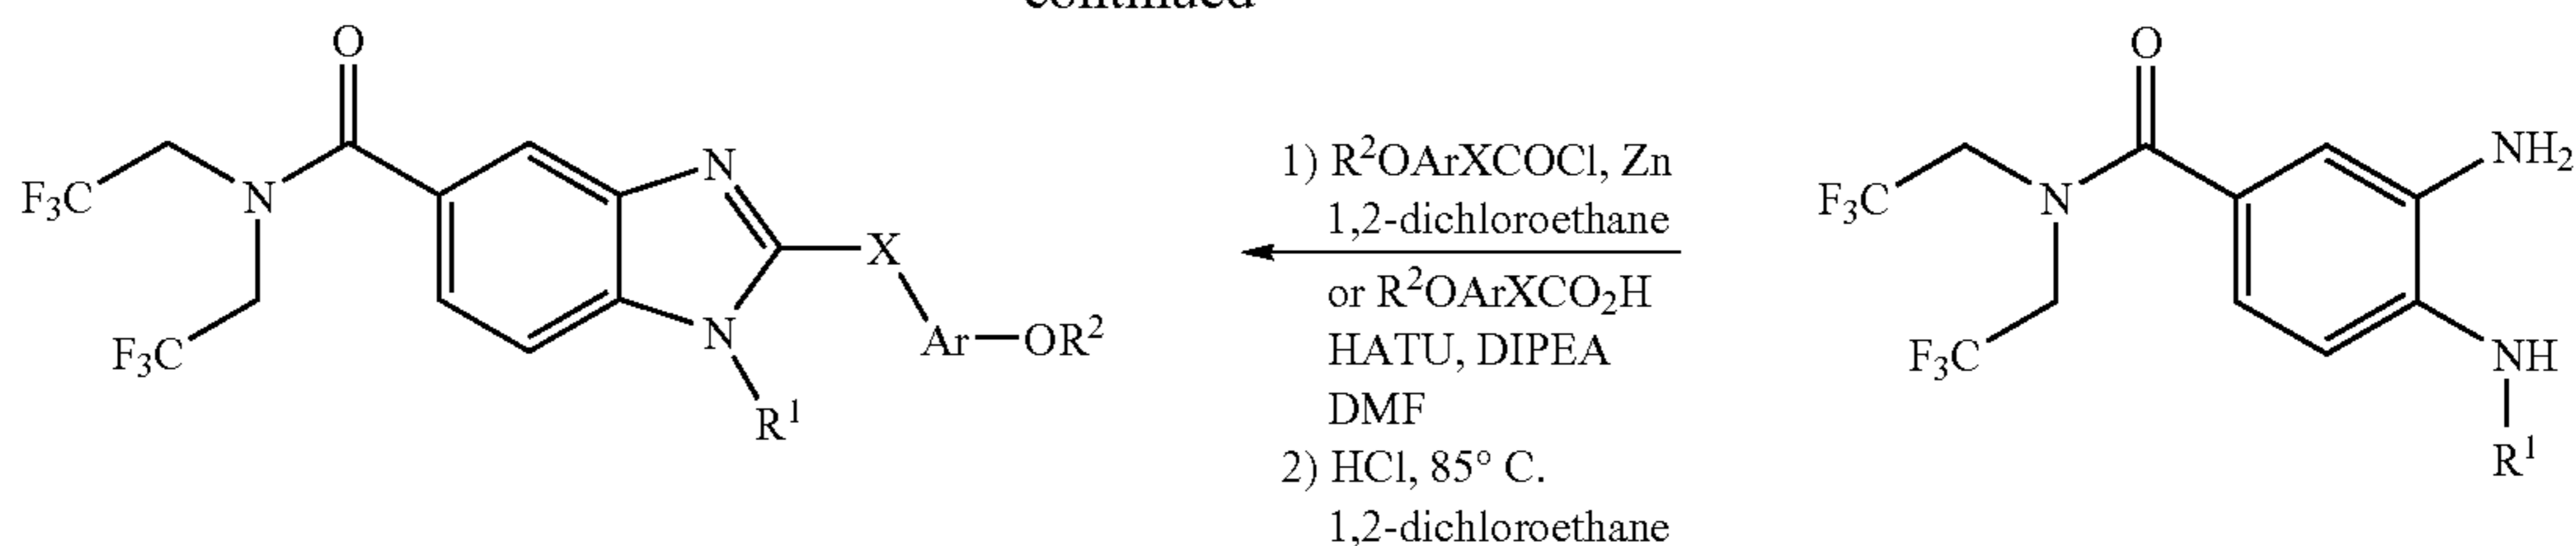 -continued
O
O
N
1) R²OArXCOCl, Zn
NH₂
F₃C
N
X
1,2-dichloroethane
F₃C
N
or R²OArXCO₂H
F₃C
N
Ar—OR²
HATU, DIPEA
F₃C
NH
R¹
DMF
2) HCl, 85° C.
R¹
1,2-dichloroethane